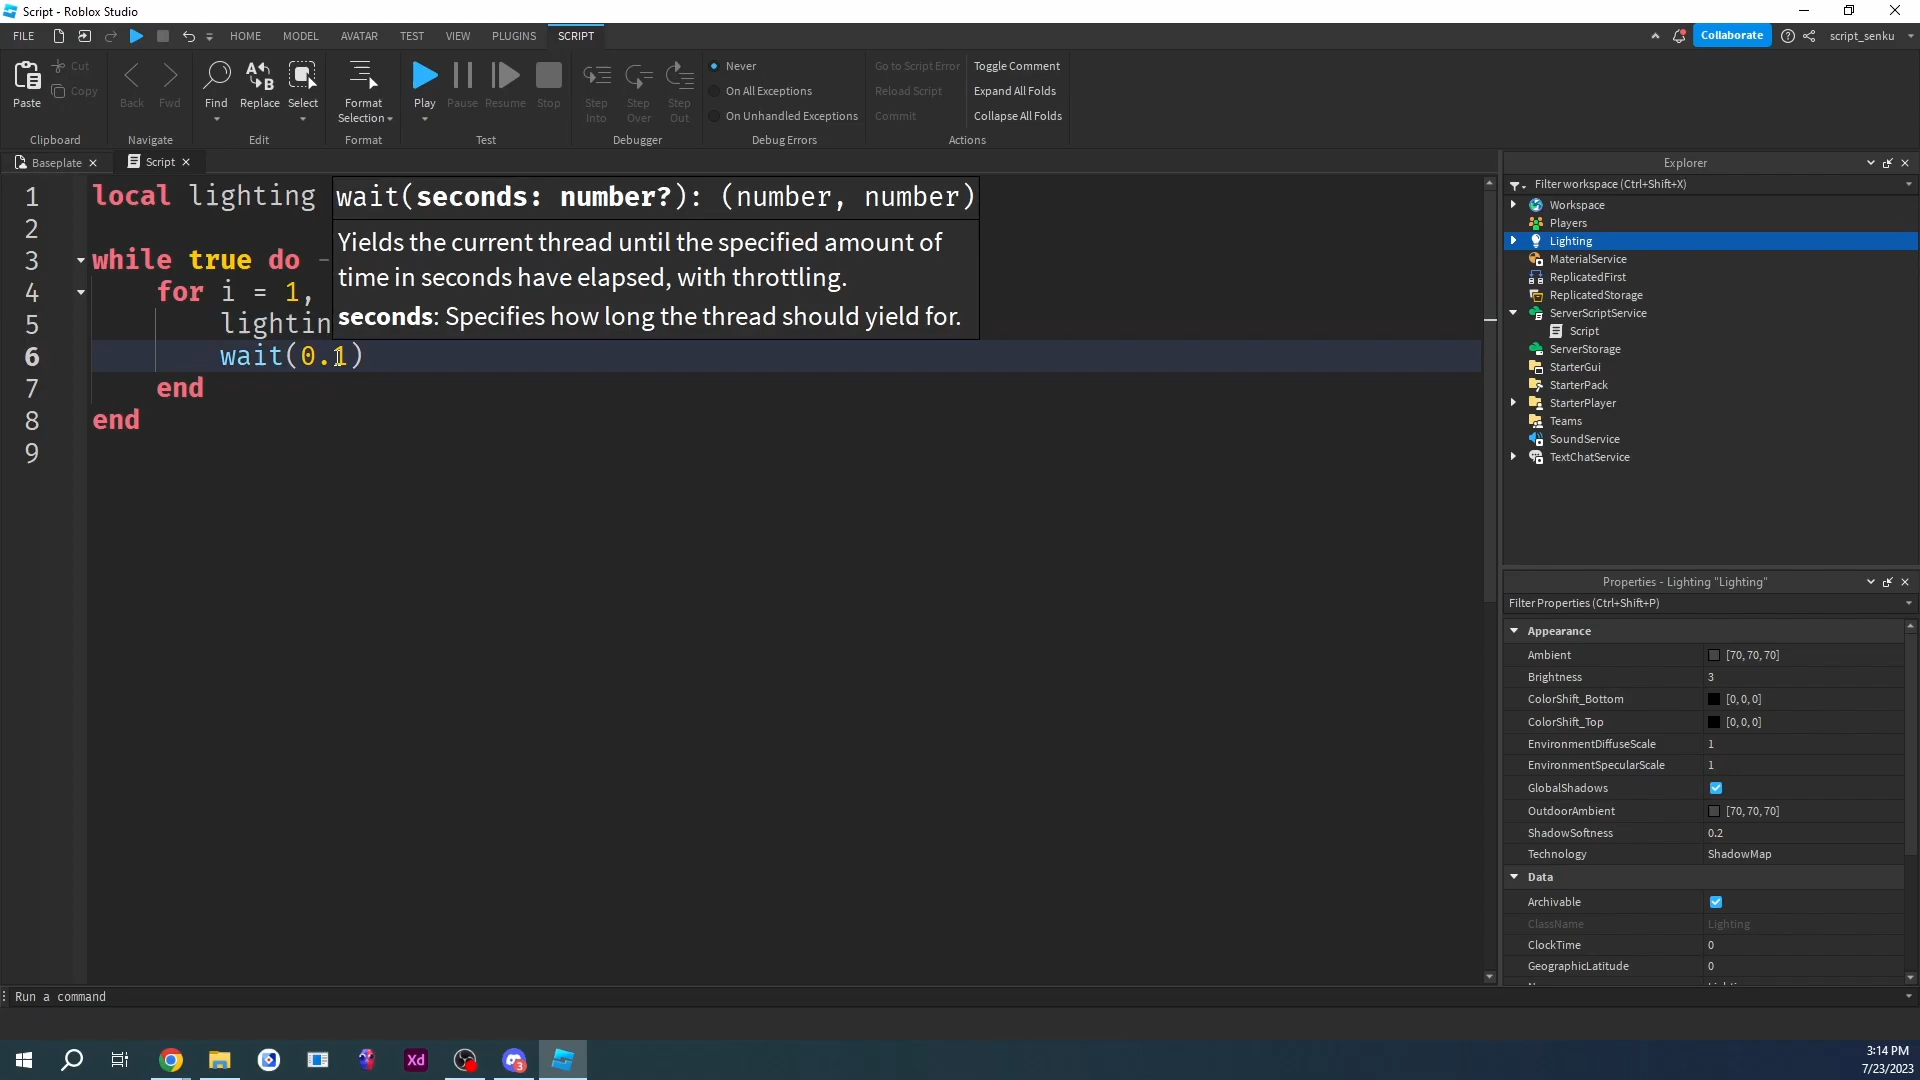 Script - Roblox Studio
FILE HOME MODEL AVATAR TEST VIEW PLUGINS SCRIPT Collaborate script_senku
Paste
Cut
Copy
Clipboard
Back
Fwd
Navigate
Find
Replace
Select
Edit
Format
Selection
Format
Play
Pause
Resume
Stop
Test
Step
Into
Step
Over
Step
Out
Debugger
Never
On All Exceptions
On Unhandled Exceptions
Debug Errors
Go to Script Error
Reload Script
Commit
Toggle Comment
Expand All Folds
Collapse All Folds
Actions
Baseplate
Script
1 local lighting
2
3 while true do -
4 for i = 1,
5 lightin
6 wait(0.1)
7 end
8 end
9
wait(seconds: number?): (number, number)
Yields the current thread until the specified amount of
time in seconds have elapsed, with throttling.
seconds: Specifies how long the thread should yield for.
Explorer
Filter workspace (Ctrl+Shift+X)
Workspace
Players
Lighting
MaterialService
ReplicatedFirst
ReplicatedStorage
ServerScriptService
Script
ServerStorage
StarterGui
StarterPack
StarterPlayer
Teams
SoundService
TextChatService
Properties - Lighting "Lighting"
Filter Properties (Ctrl+Shift+P)
Appearance
Ambient [70, 70, 70]
Brightness 3
ColorShift_Bottom [0, 0, 0]
ColorShift_Top [0, 0, 0]
EnvironmentDiffuseScale 1
EnvironmentSpecularScale 1
GlobalShadows
OutdoorAmbient [70, 70, 70]
ShadowSoftness 0.2
Technology ShadowMap
Data
Archivable
ClassName Lighting
ClockTime 0
GeographicLatitude 0
Run a command
Xd
3
3:14 PM
7/23/2023